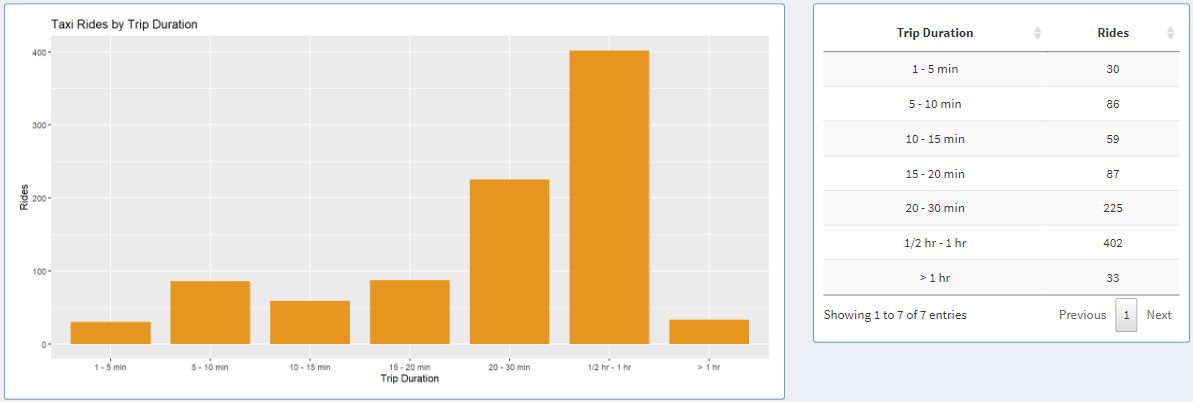 Taxi Rides by Trip Duration
400
300
200
100
0
Rides
1 - 5 min 5 - 10 min 10 - 15 min 15 - 20 min 20 - 30 min 1/2 hr - 1 hr > 1 hr
Trip Duration
Trip Duration Rides
1 - 5 min 30
5 - 10 min 86
10 - 15 min 59
15 - 20 min 87
20 - 30 min 225
1/2 hr - 1 hr 402
> 1 hr 33
Showing 1 to 7 of 7 entries Previous 1 Next